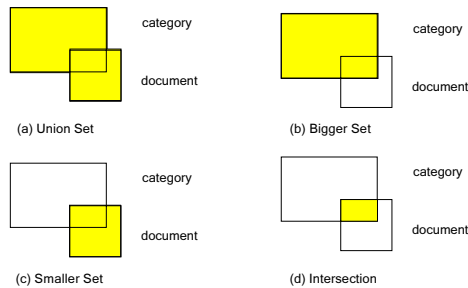 category
document
(a) Union Set
category
document
(b) Bigger Set
category
document
(c) Smaller Set
category
document
(d) Intersection